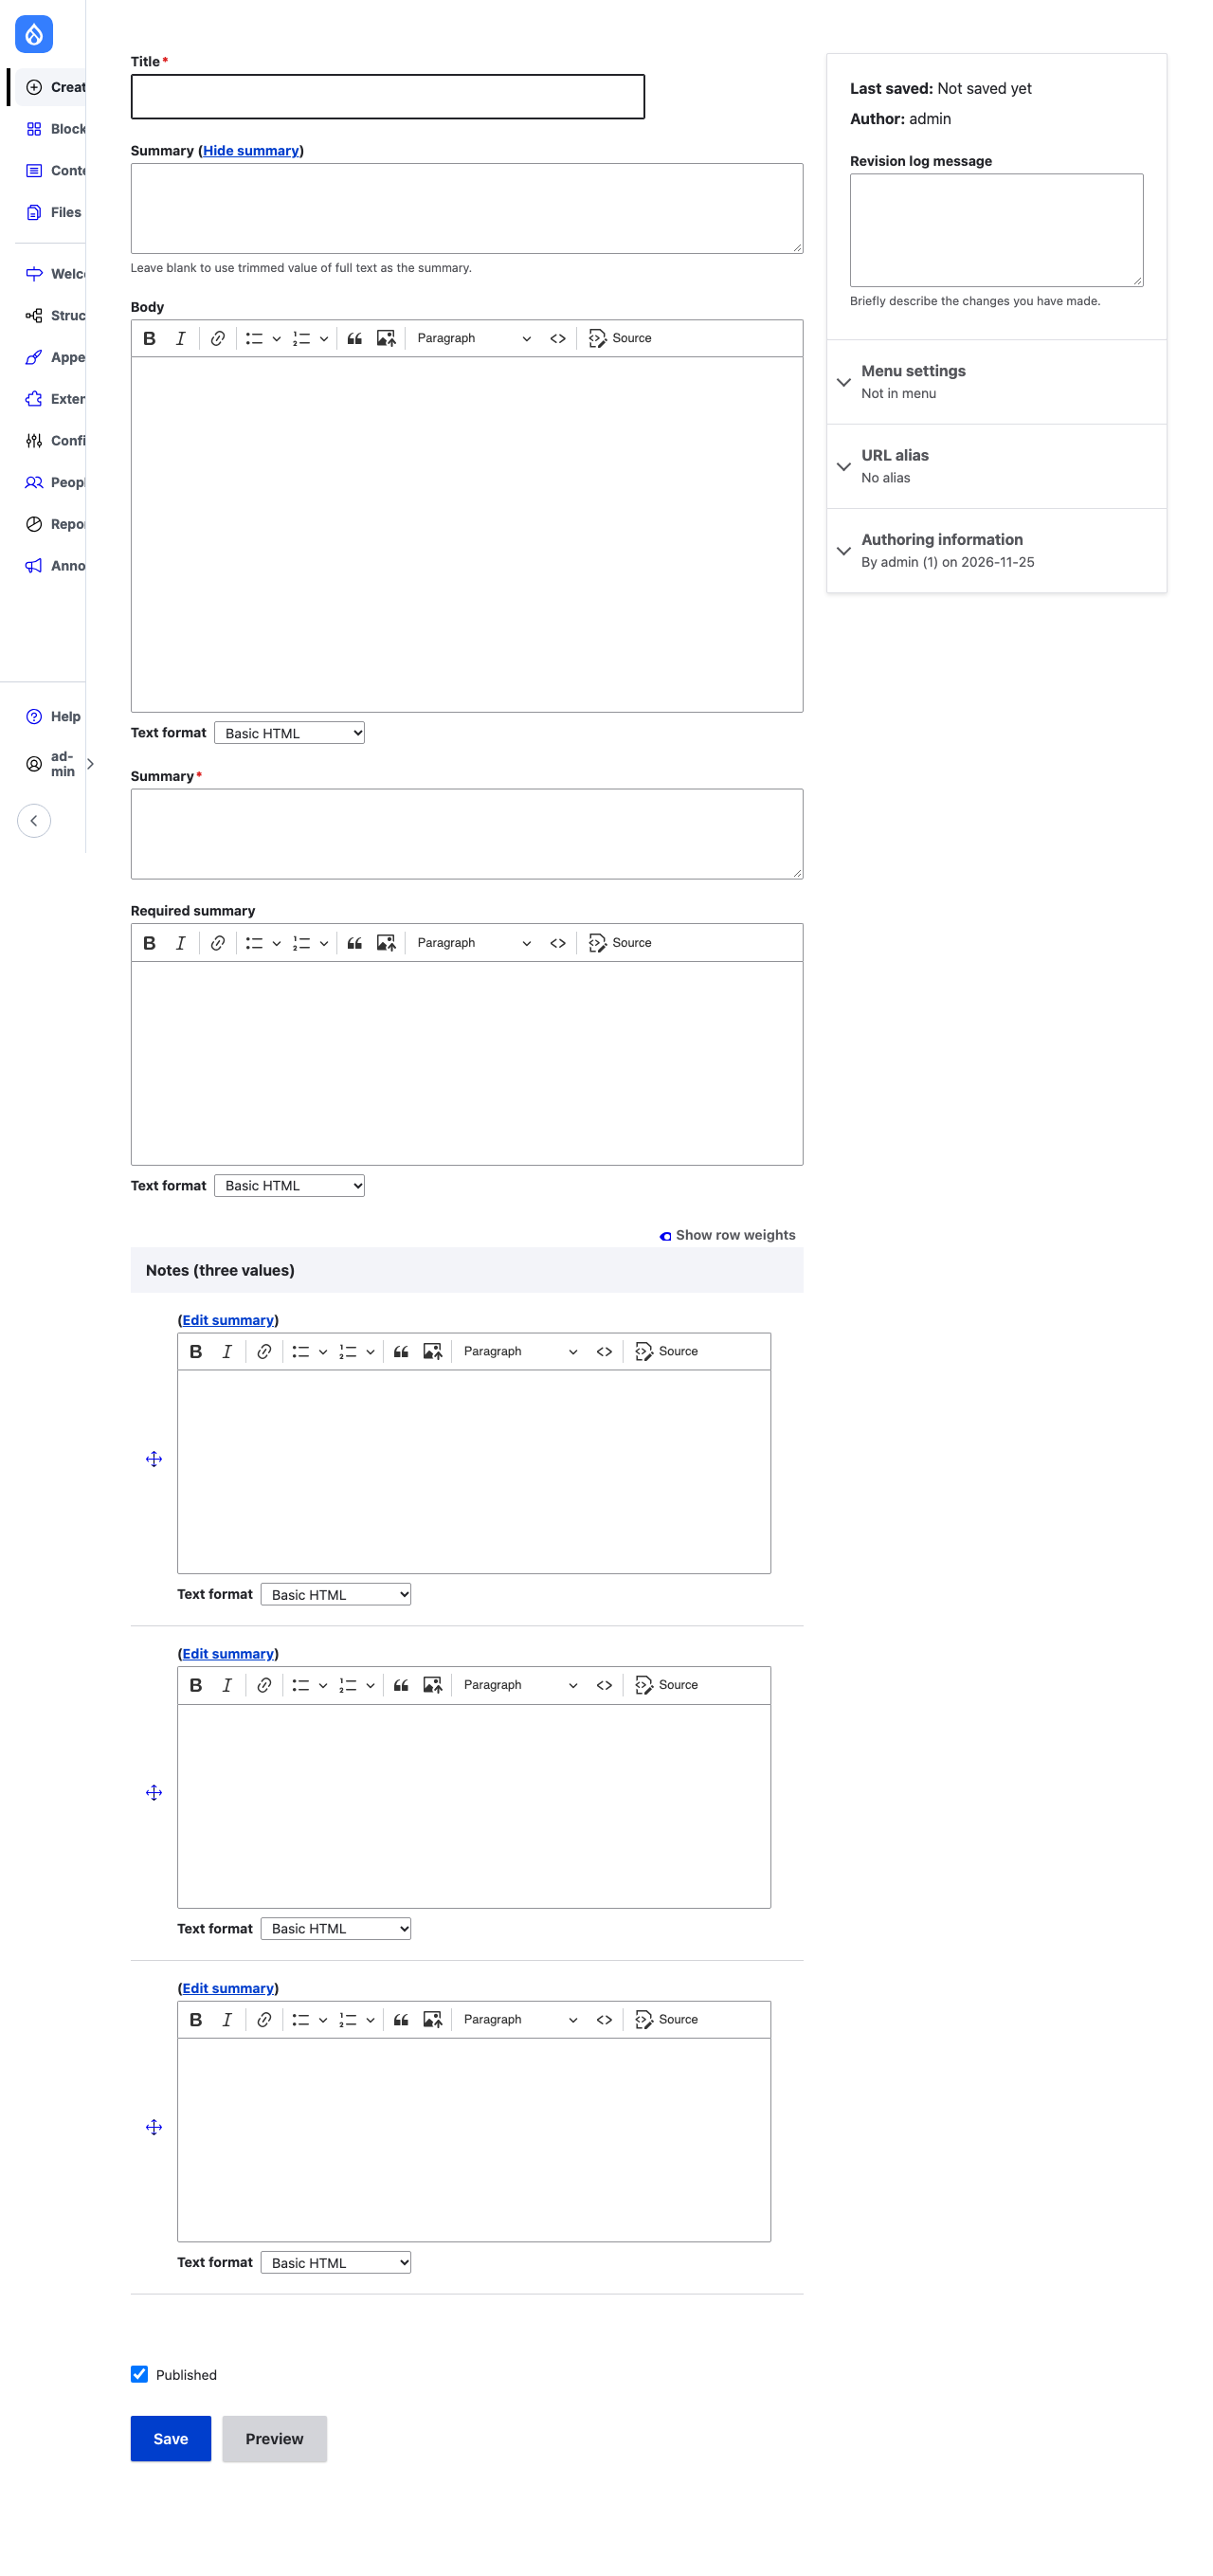 Creat
Block
Conte
Files
Welco
Struc
Appe
Exter
Confi
Peopl
Repor
Anno
Help
ad-
min
Title*
Summary (Hide summary)
Leave blank to use trimmed value of full text as the summary.
Body
Paragraph
Source
Text format
Basic HTML
Summary*
Required summary
Paragraph
Source
Text format
Basic HTML
Show row weights
Notes (three values)
(Edit summary)
Paragraph
Source
Text format
Basic HTML
(Edit summary)
Paragraph
Source
Text format
Basic HTML
(Edit summary)
Paragraph
Source
Text format
Basic HTML
Published
Save
Preview
Last saved: Not saved yet
Author: admin
Revision log message
Briefly describe the changes you have made.
Menu settings
Not in menu
URL alias
No alias
Authoring information
By admin (1) on 2026-11-25